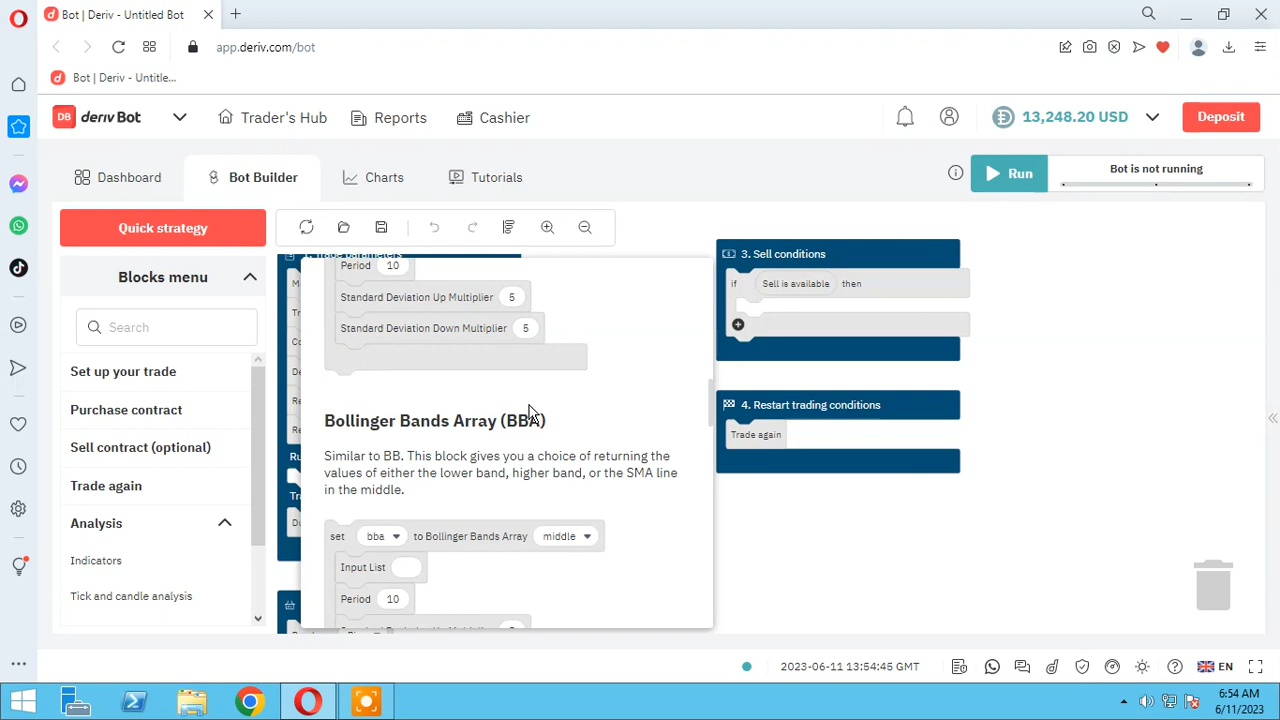 Bot | Deriv - Untitled Bot
app.deriv.com/bot
Bot | Deriv - Untitle...
DB deriv Bot
Trader's Hub
Reports
Cashier
13,248.20 USD
Deposit
Dashboard
Bot Builder
Charts
Tutorials
Run
Bot is not running
Quick strategy
Blocks menu
Search
Set up your trade
Purchase contract
Sell contract (optional)
Trade again
Analysis
Indicators
Tick and candle analysis
1. Trade parameters
Period 10
Standard Deviation Up Multiplier 5
Standard Deviation Down Multiplier 5
Bollinger Bands Array (BBA)
Similar to BB. This block gives you a choice of returning the
values of either the lower band, higher band, or the SMA line
in the middle.
set bba to Bollinger Bands Array middle
Input List
Period 10
3. Sell conditions
if Sell is available then
4. Restart trading conditions
Trade again
2023-06-11 13:54:45 GMT
EN
6:54 AM
6/11/2023